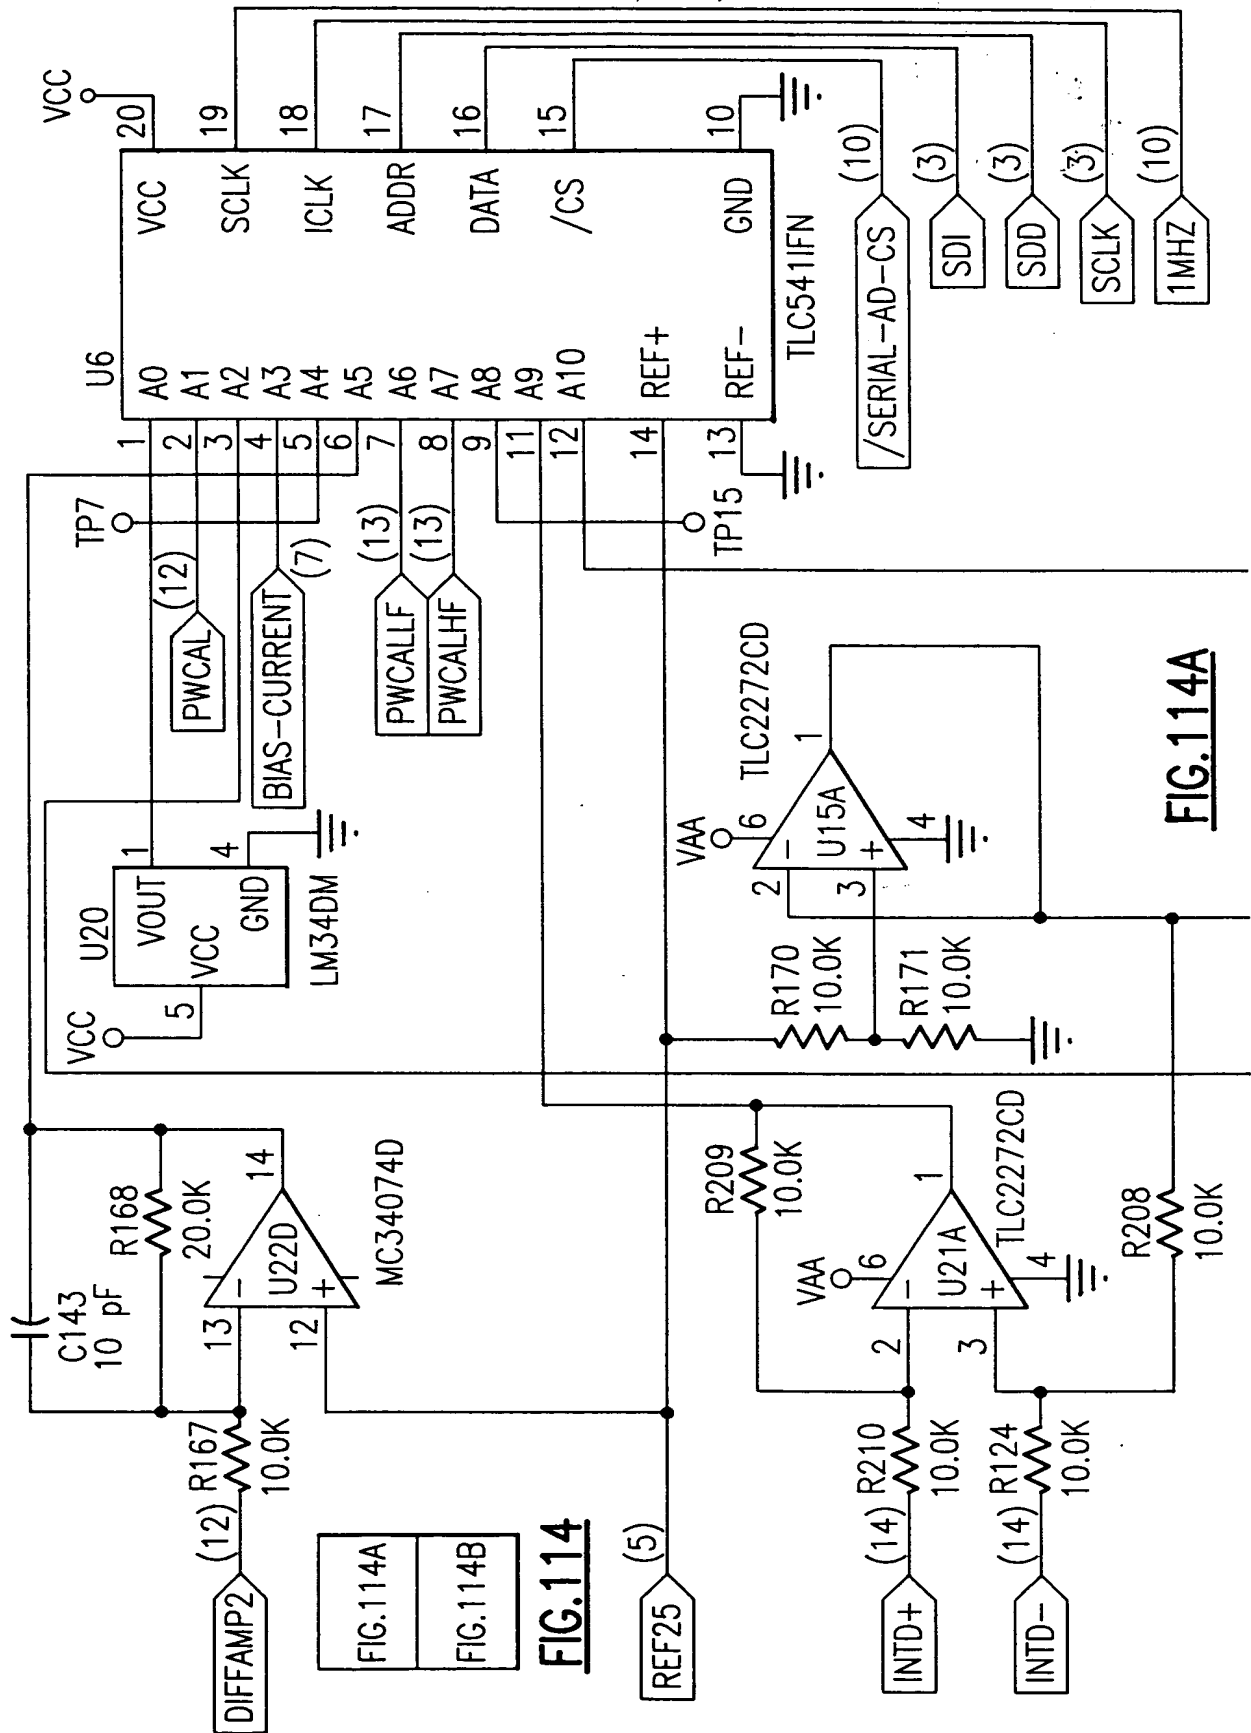 VCC
20
19
18
17
16
15
10
VCC
SCLK
ICLK
ADDR
DATA
/CS
GND
U6
TLC541IFN
A0
A1
A2
A3
A4
A5
A6
A7
A8
A9
A10
REF+
REF-
1
2
3
4
5
6
7
8
9
11
12
14
13
(10)
(3)
(3)
(3)
(10)
/SERIAL-AD-CS
SDI
SDD
SCLK
1MHZ
TP7
(12)
PWCAL
(7)
BIAS-CURRENT
(13)
(13)
PWCALLF
PWCALHF
TP15
U20
VOUT
VCC
GND
1
4
5
VCC
LM34DM
VAA
6
TLC2272CD
1
2
3
-
+
U15A
4
R170
10.0K
R171
10.0K
FIG.114A
C143
10 pF
R168
20.0K
14
13
12
-
+
U22D
MC34074D
R167
10.0K
(12)
DIFFAMP2
R209
10.0K
VAA
6
1
TLC2272CD
2
3
-
+
U21A
4
R208
10.0K
R210
10.0K
R124
10.0K
(14)
(14)
INTD+
INTD-
(5)
REF25
FIG.114A
FIG.114B
FIG.114